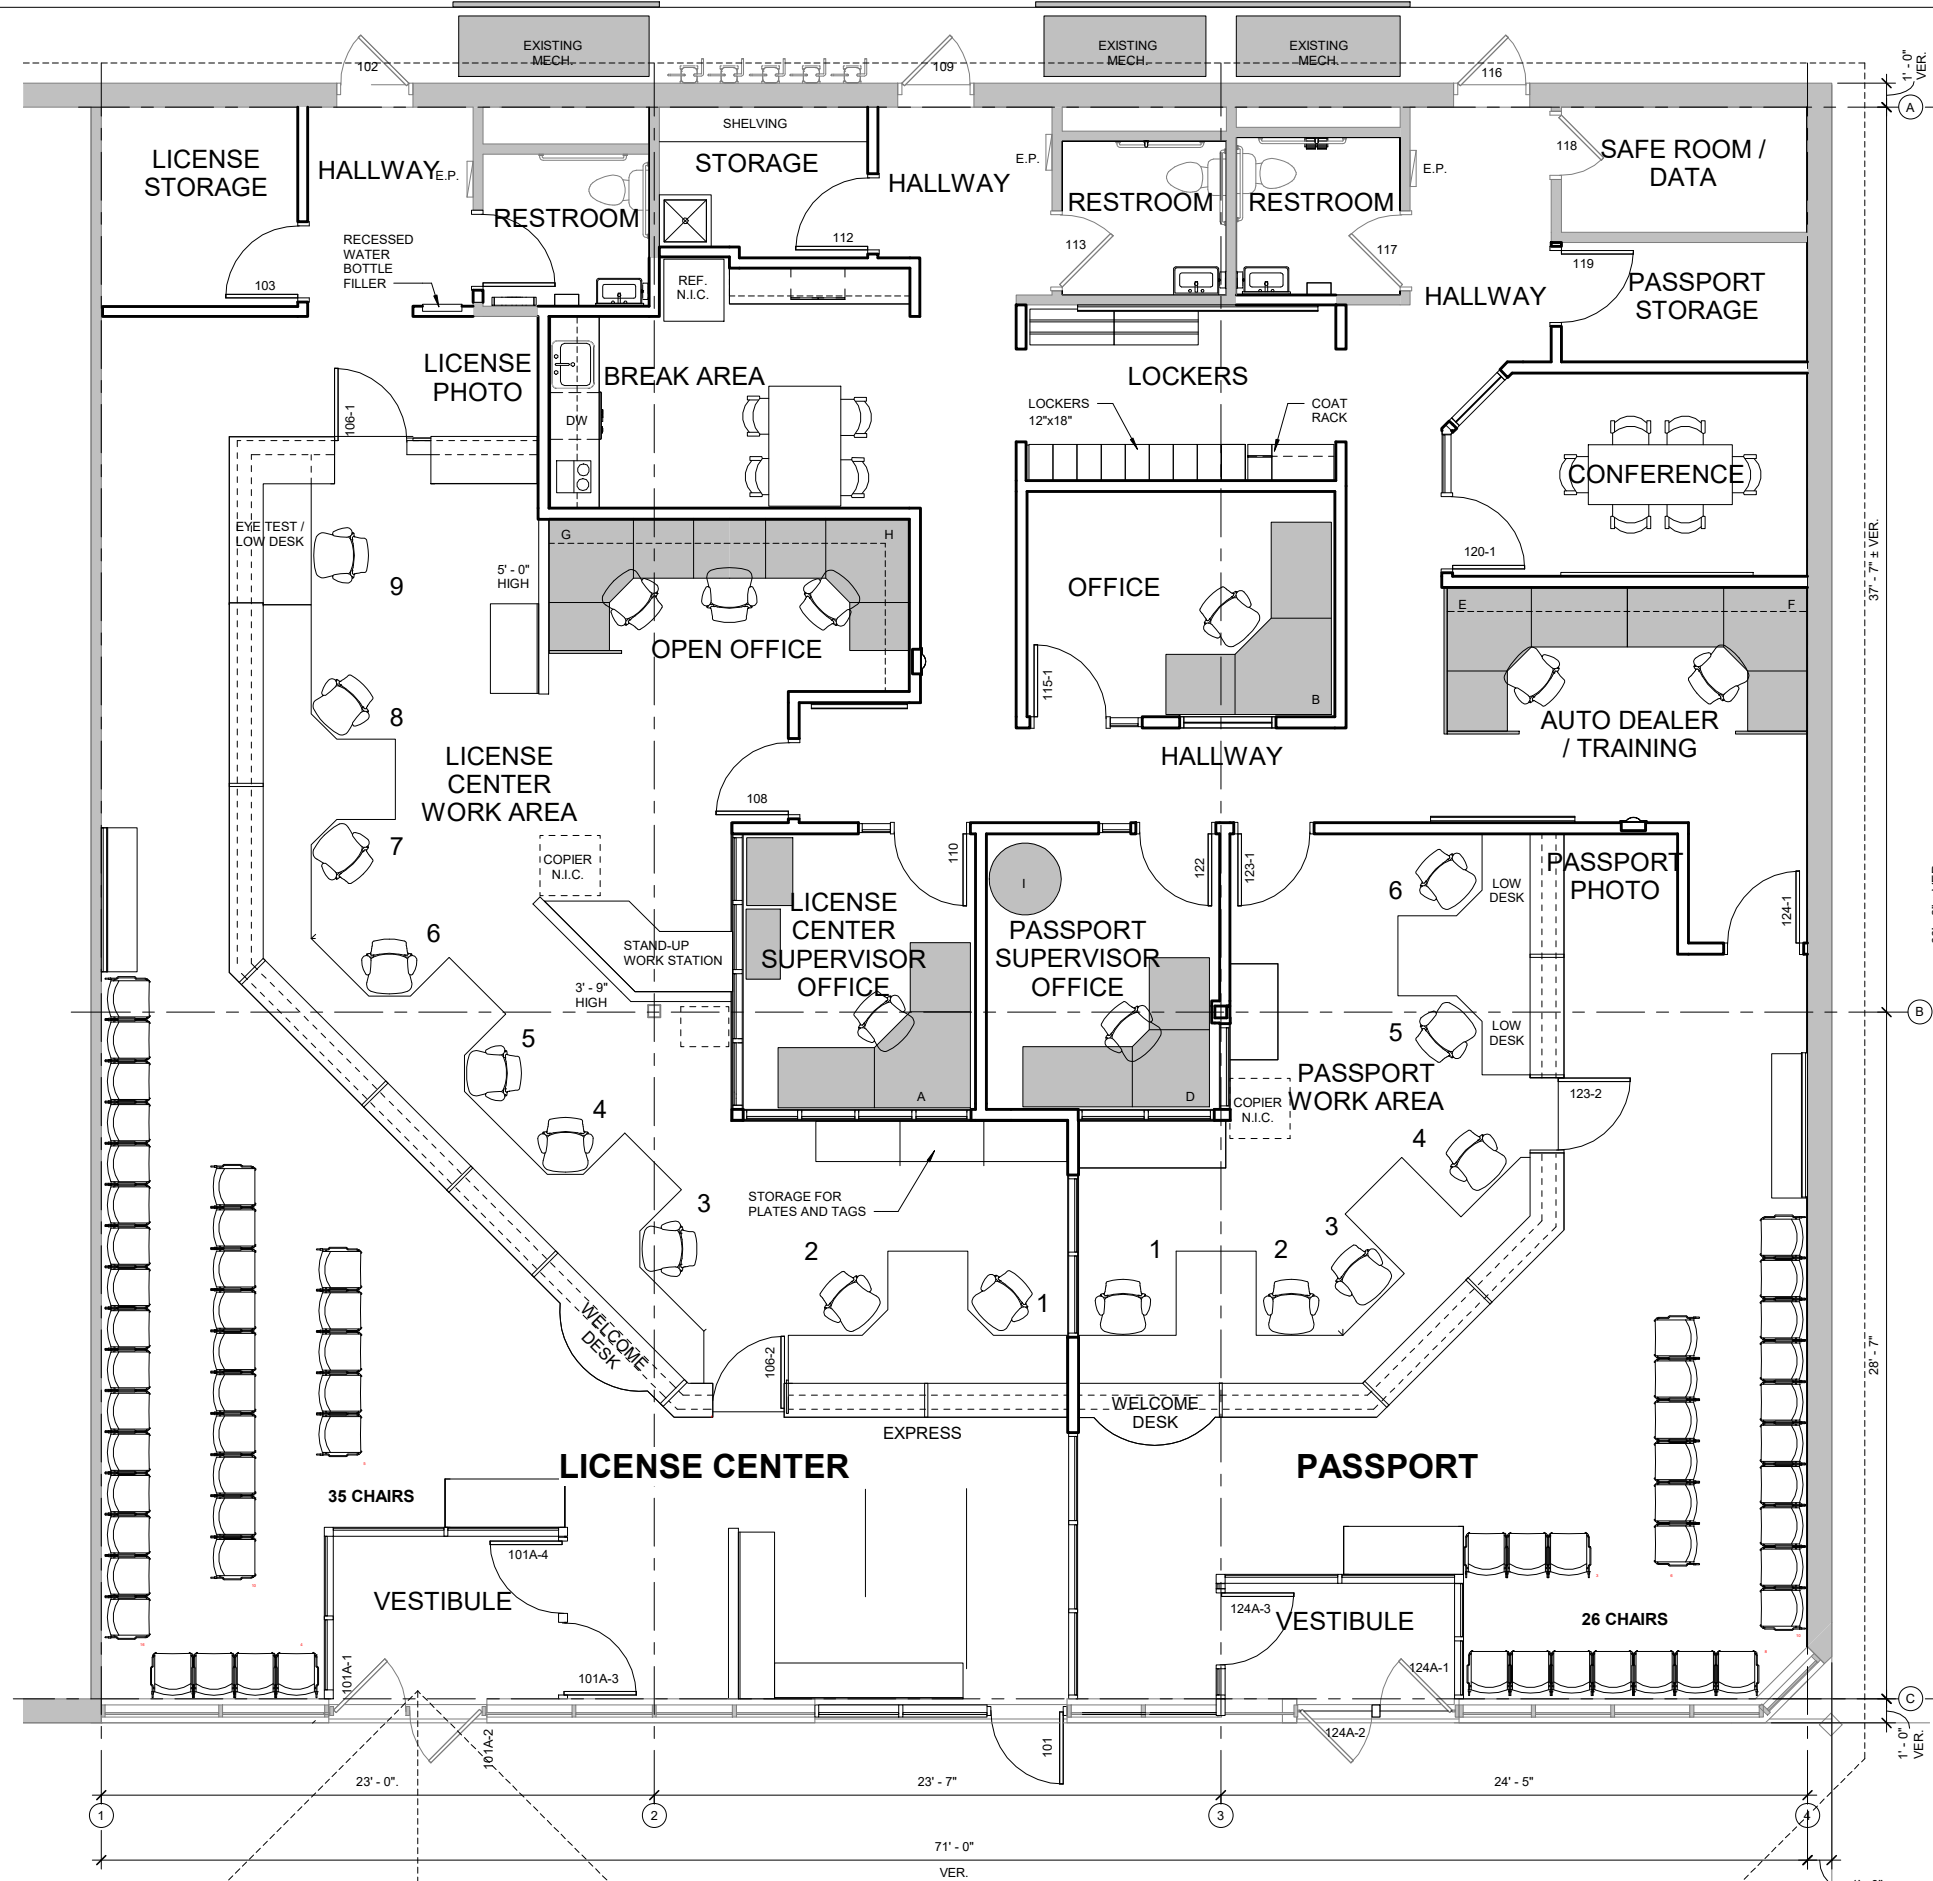 EXISTING
MECH.
EXISTING
MECH.
EXISTING
MECH.
102
109
116
1' - 0"
VER.
A
SHELVING
LICENSE
STORAGE
HALLWAY
E.P.
STORAGE
HALLWAY
E.P.
E.P.
118
SAFE ROOM /
DATA
RESTROOM
RESTROOM
RESTROOM
RECESSED
WATER
BOTTLE
FILLER
112
113
117
103
REF.
N.I.C.
119
HALLWAY
PASSPORT
STORAGE
LICENSE
PHOTO
BREAK AREA
LOCKERS
106-1
DW
LOCKERS
12"x18"
COAT
RACK
CONFERENCE
EYE TEST /
LOW DESK
G
H
120-1
37' - 7" ± VER.
9
5' - 0"
HIGH
OFFICE
E
F
OPEN OFFICE
115-1
B
8
AUTO DEALER
/ TRAINING
LICENSE
CENTER
WORK AREA
HALLWAY
108
7
COPIER
N.I.C.
110
122
123-1
PASSPORT
PHOTO
6
LOW
DESK
I
124-1
LICENSE
CENTER
SUPERVISOR
OFFICE
PASSPORT
SUPERVISOR
OFFICE
6
STAND-UP
WORK STATION
3' - 9"
HIGH
B
5
5
LOW
DESK
PASSPORT
WORK AREA
A
D
COPIER
N.I.C.
123-2
4
4
STORAGE FOR
PLATES AND TAGS
3
3
2
1
2
1
WELCOME
DESK
106-2
28' - 7"
WELCOME
DESK
EXPRESS
LICENSE CENTER
PASSPORT
35 CHAIRS
101A-4
VESTIBULE
124A-3
VESTIBULE
26 CHAIRS
101A-1
101A-3
124A-1
C
101A-2
101
124A-2
1' - 0"
VER.
23' - 0".
23' - 7"
24' - 5"
1
2
3
4
71' - 0"
VER.